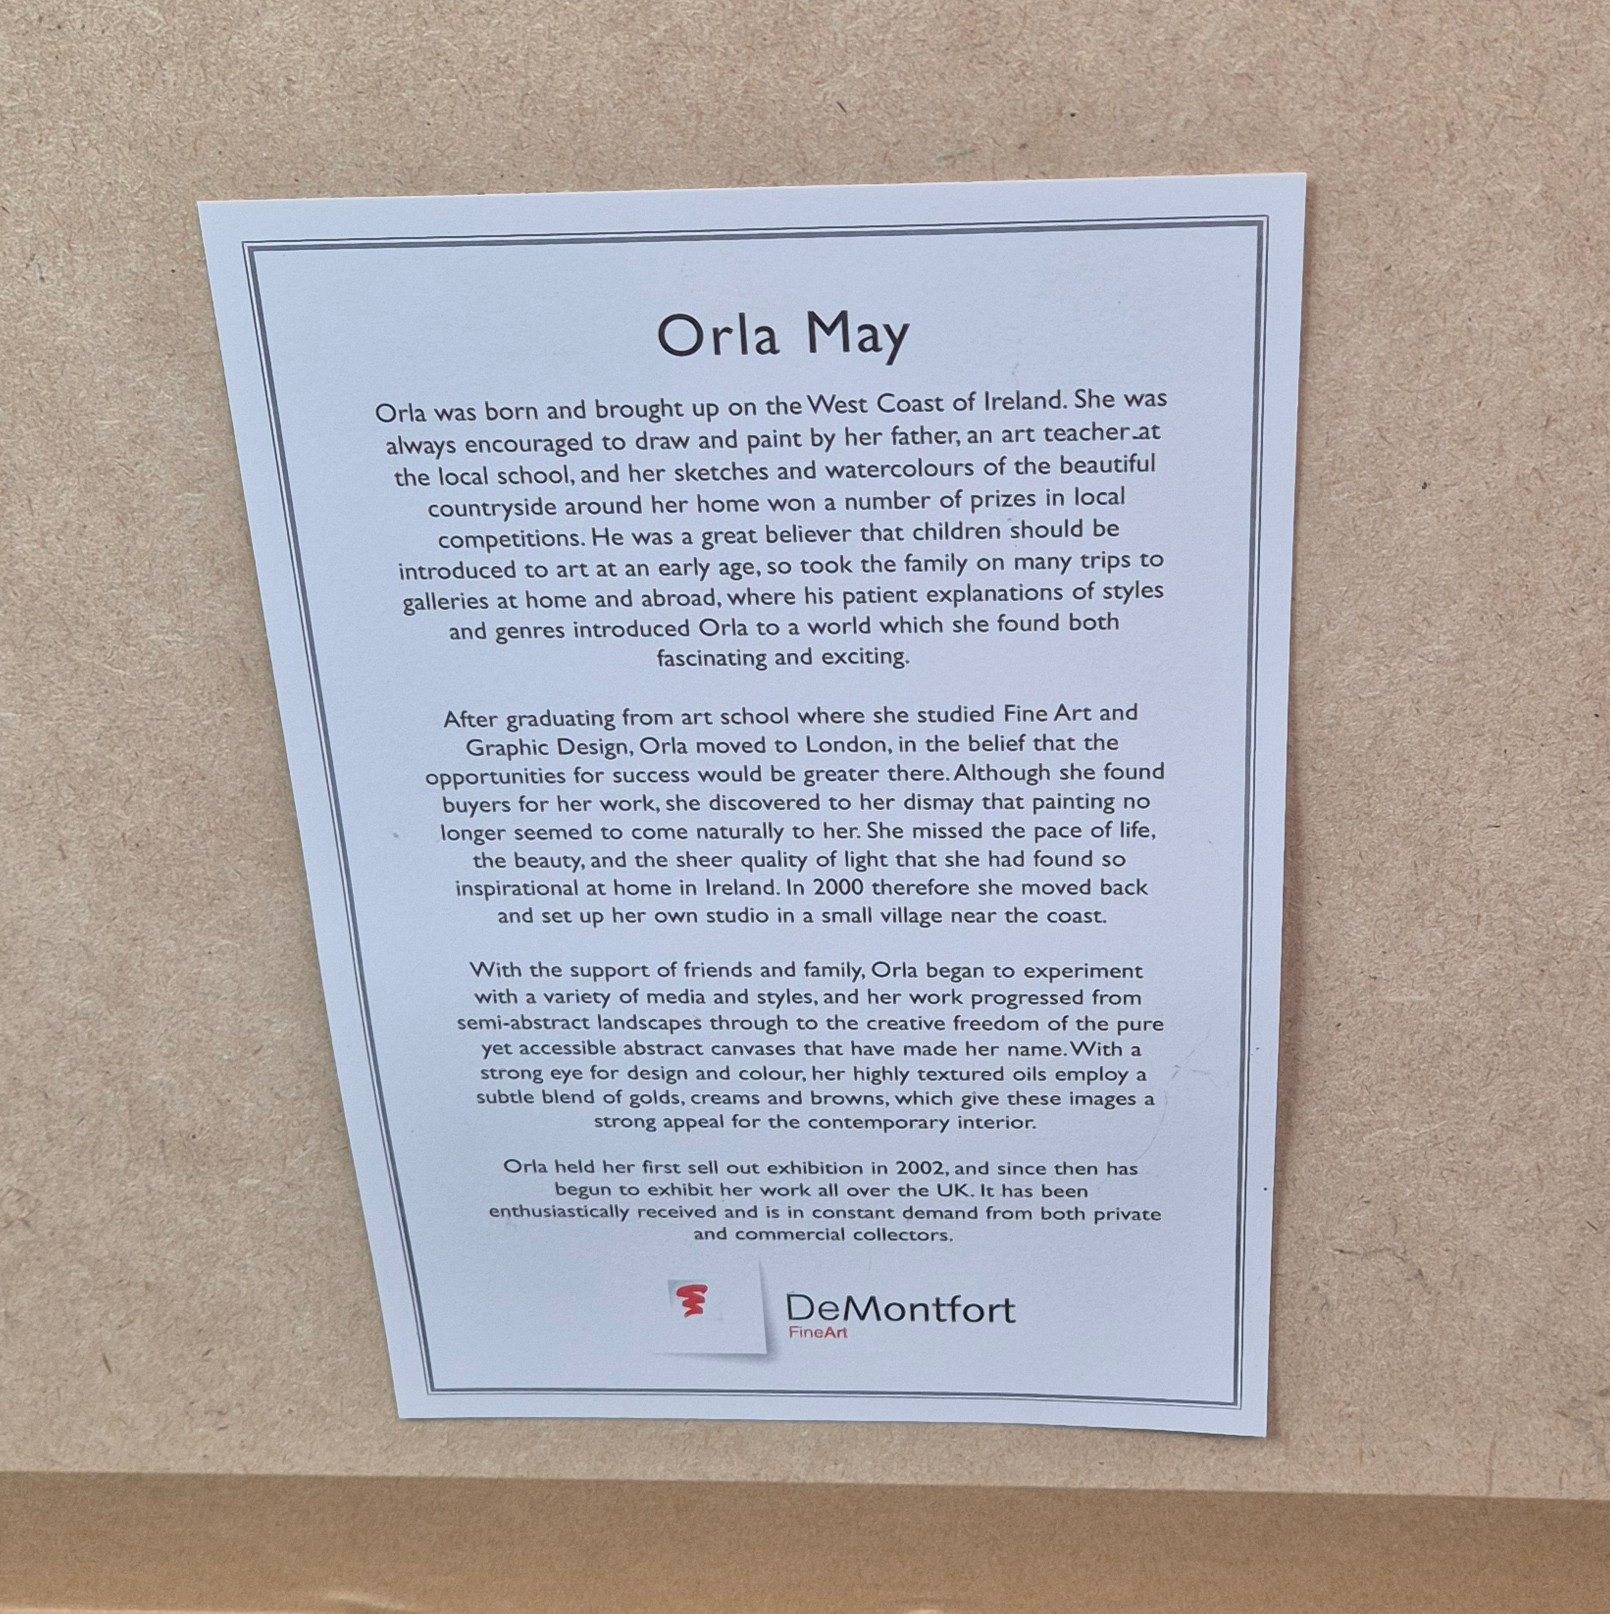 Orla May
Orla was born and brought up on the West Coast of Ireland. She was
always encouraged to draw and paint by her father, an art teacher at
the local school, and her sketches and watercolours of the beautiful
countryside around her home won a number of prizes in local
competitions. He was a great believer that children should be
introduced to art at an early age, so took the family on many trips to
galleries at home and abroad, where his patient explanations of styles
and genres introduced Orla to a world which she found both
fascinating and exciting.
After graduating from art school where she studied Fine Art and
Graphic Design, Orla moved to London, in the belief that the
opportunities for success would be greater there. Although she found
buyers for her work, she discovered to her dismay that painting no
longer seemed to come naturally to her. She missed the pace of life,
the beauty, and the sheer quality of light that she had found so
inspirational at home in Ireland. In 2000 therefore she moved back
and set up her own studio in a small village near the coast.
With the support of friends and family, Orla began to experiment
with a variety of media and styles, and her work progressed from
semi-abstract landscapes through to the creative freedom of the pure
yet accessible abstract canvases that have made her name. With a
strong eye for design and colour, her highly textured oils employ a
subtle blend of golds, creams and browns, which give these images a
strong appeal for the contemporary interior.
Orla held her first sell out exhibition in 2002, and since then has
begun to exhibit her work all over the UK. It has been
enthusiastically received and is in constant demand from both private
and commercial collectors.
DeMontfort
FineArt